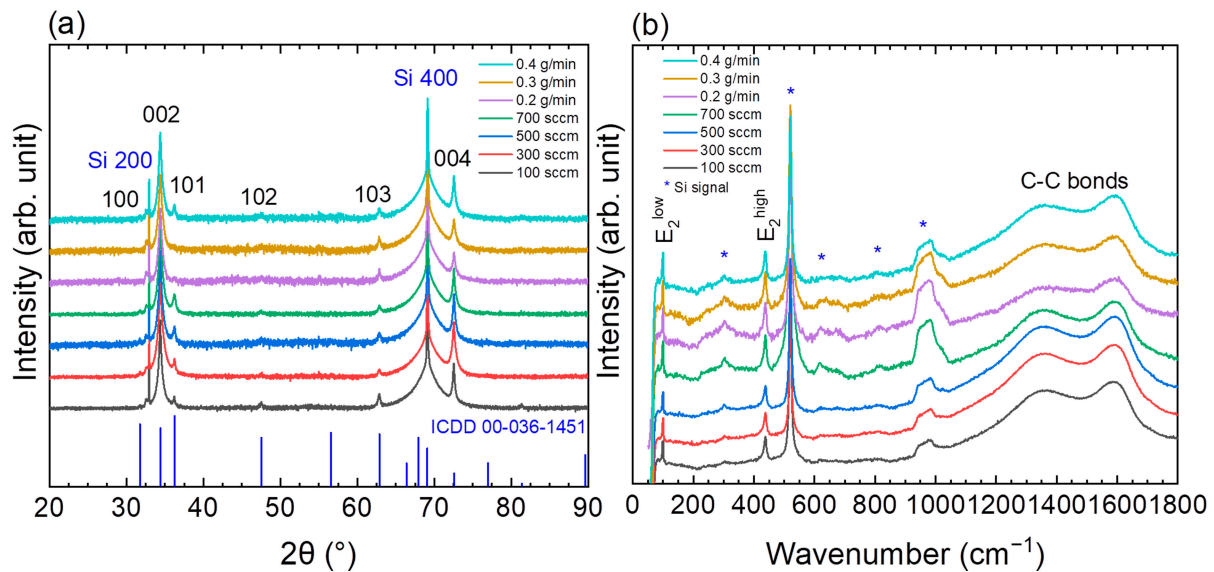 (a)
Intensity (arb. unit)
Si 400
002
Si 200
100
101
102
103
004
0.4 g/min
0.3 g/min
0.2 g/min
700 sccm
500 sccm
300 sccm
100 sccm
ICDD 00-036-1451
20 30 40 50 60 70 80 90
2θ (°)
(b)
Intensity (arb. unit)
0.4 g/min
0.3 g/min
0.2 g/min
700 sccm
500 sccm
300 sccm
100 sccm
* Si signal
*
*
*
*
*
E₂low
E₂high
C-C bonds
0 200 400 600 800 1000 1200 1400 1600 1800
Wavenumber (cm⁻¹)